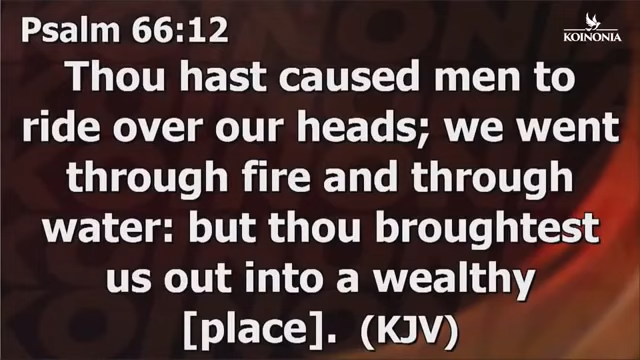 Psalm 66:12
KOINONIA
Thou hast caused men to
ride over our heads; we went
through fire and through
water: but thou broughtest
us out into a wealthy
[place]. (KJV)